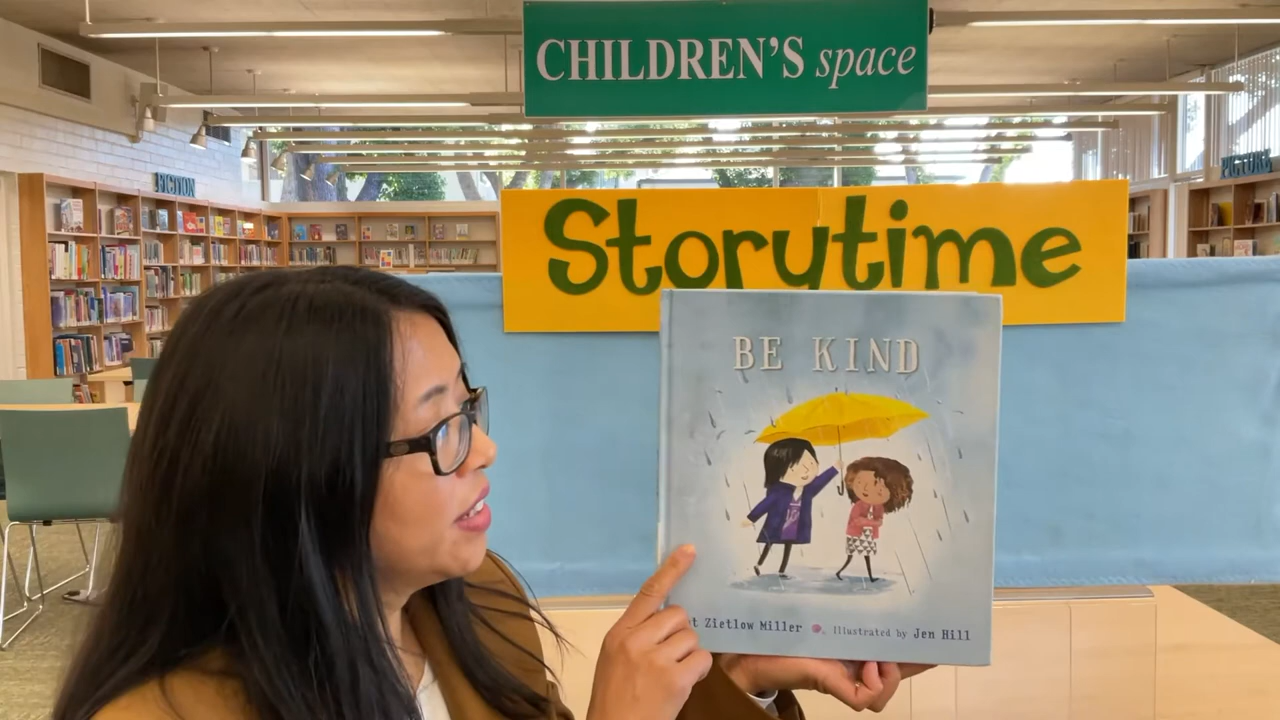 CHILDREN'S space
FICTION
PICTURE
Storytime
BE KIND
Zietlow Miller
Illustrated by Jen Hill